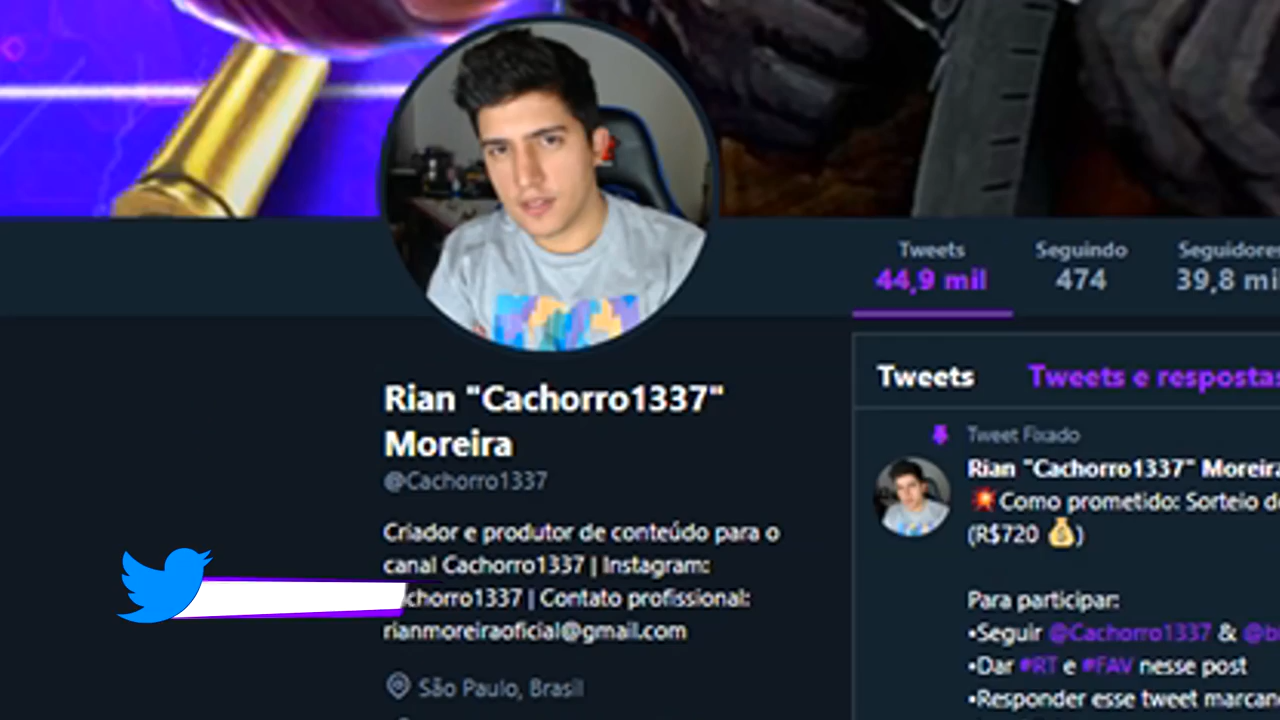 Tweets
44,9 mil
Seguindo
474
Seguidores
39,8 mi
Rian "Cachorro1337"
Moreira
@Cachorro1337
Criador e produtor de conteúdo para o
canal Cachorro1337 | Instagram:
chorro1337 | Contato profissional:
rianmoreiraoficial@gmail.com
São Paulo, Brasil
Tweets
Tweets e respostas
Tweet Fixado
Rian "Cachorro1337" Moreira
💥Como prometido: Sorteio d
(R$720 💰)
Para participar:
•Seguir @Cachorro1337 & @b
•Dar #RT e #FAV nesse post
•Responder esse tweet marcan